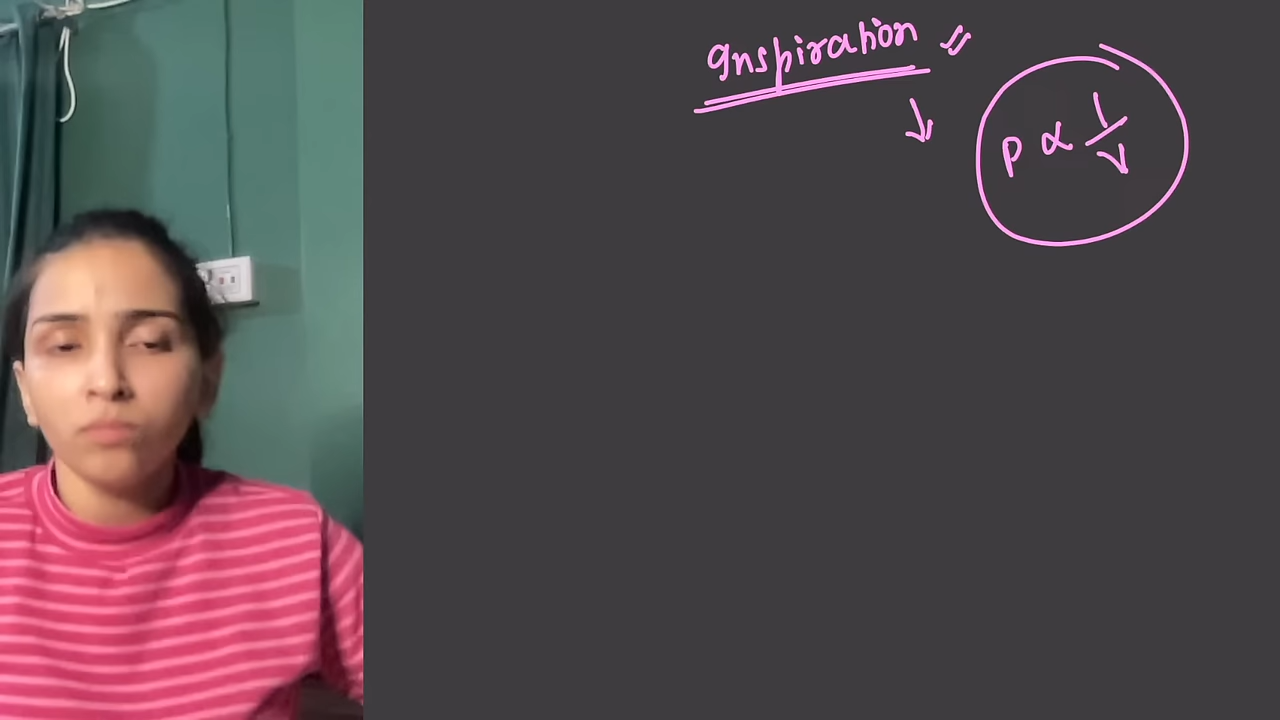 Inspiration
↓
P ∝ 1/V